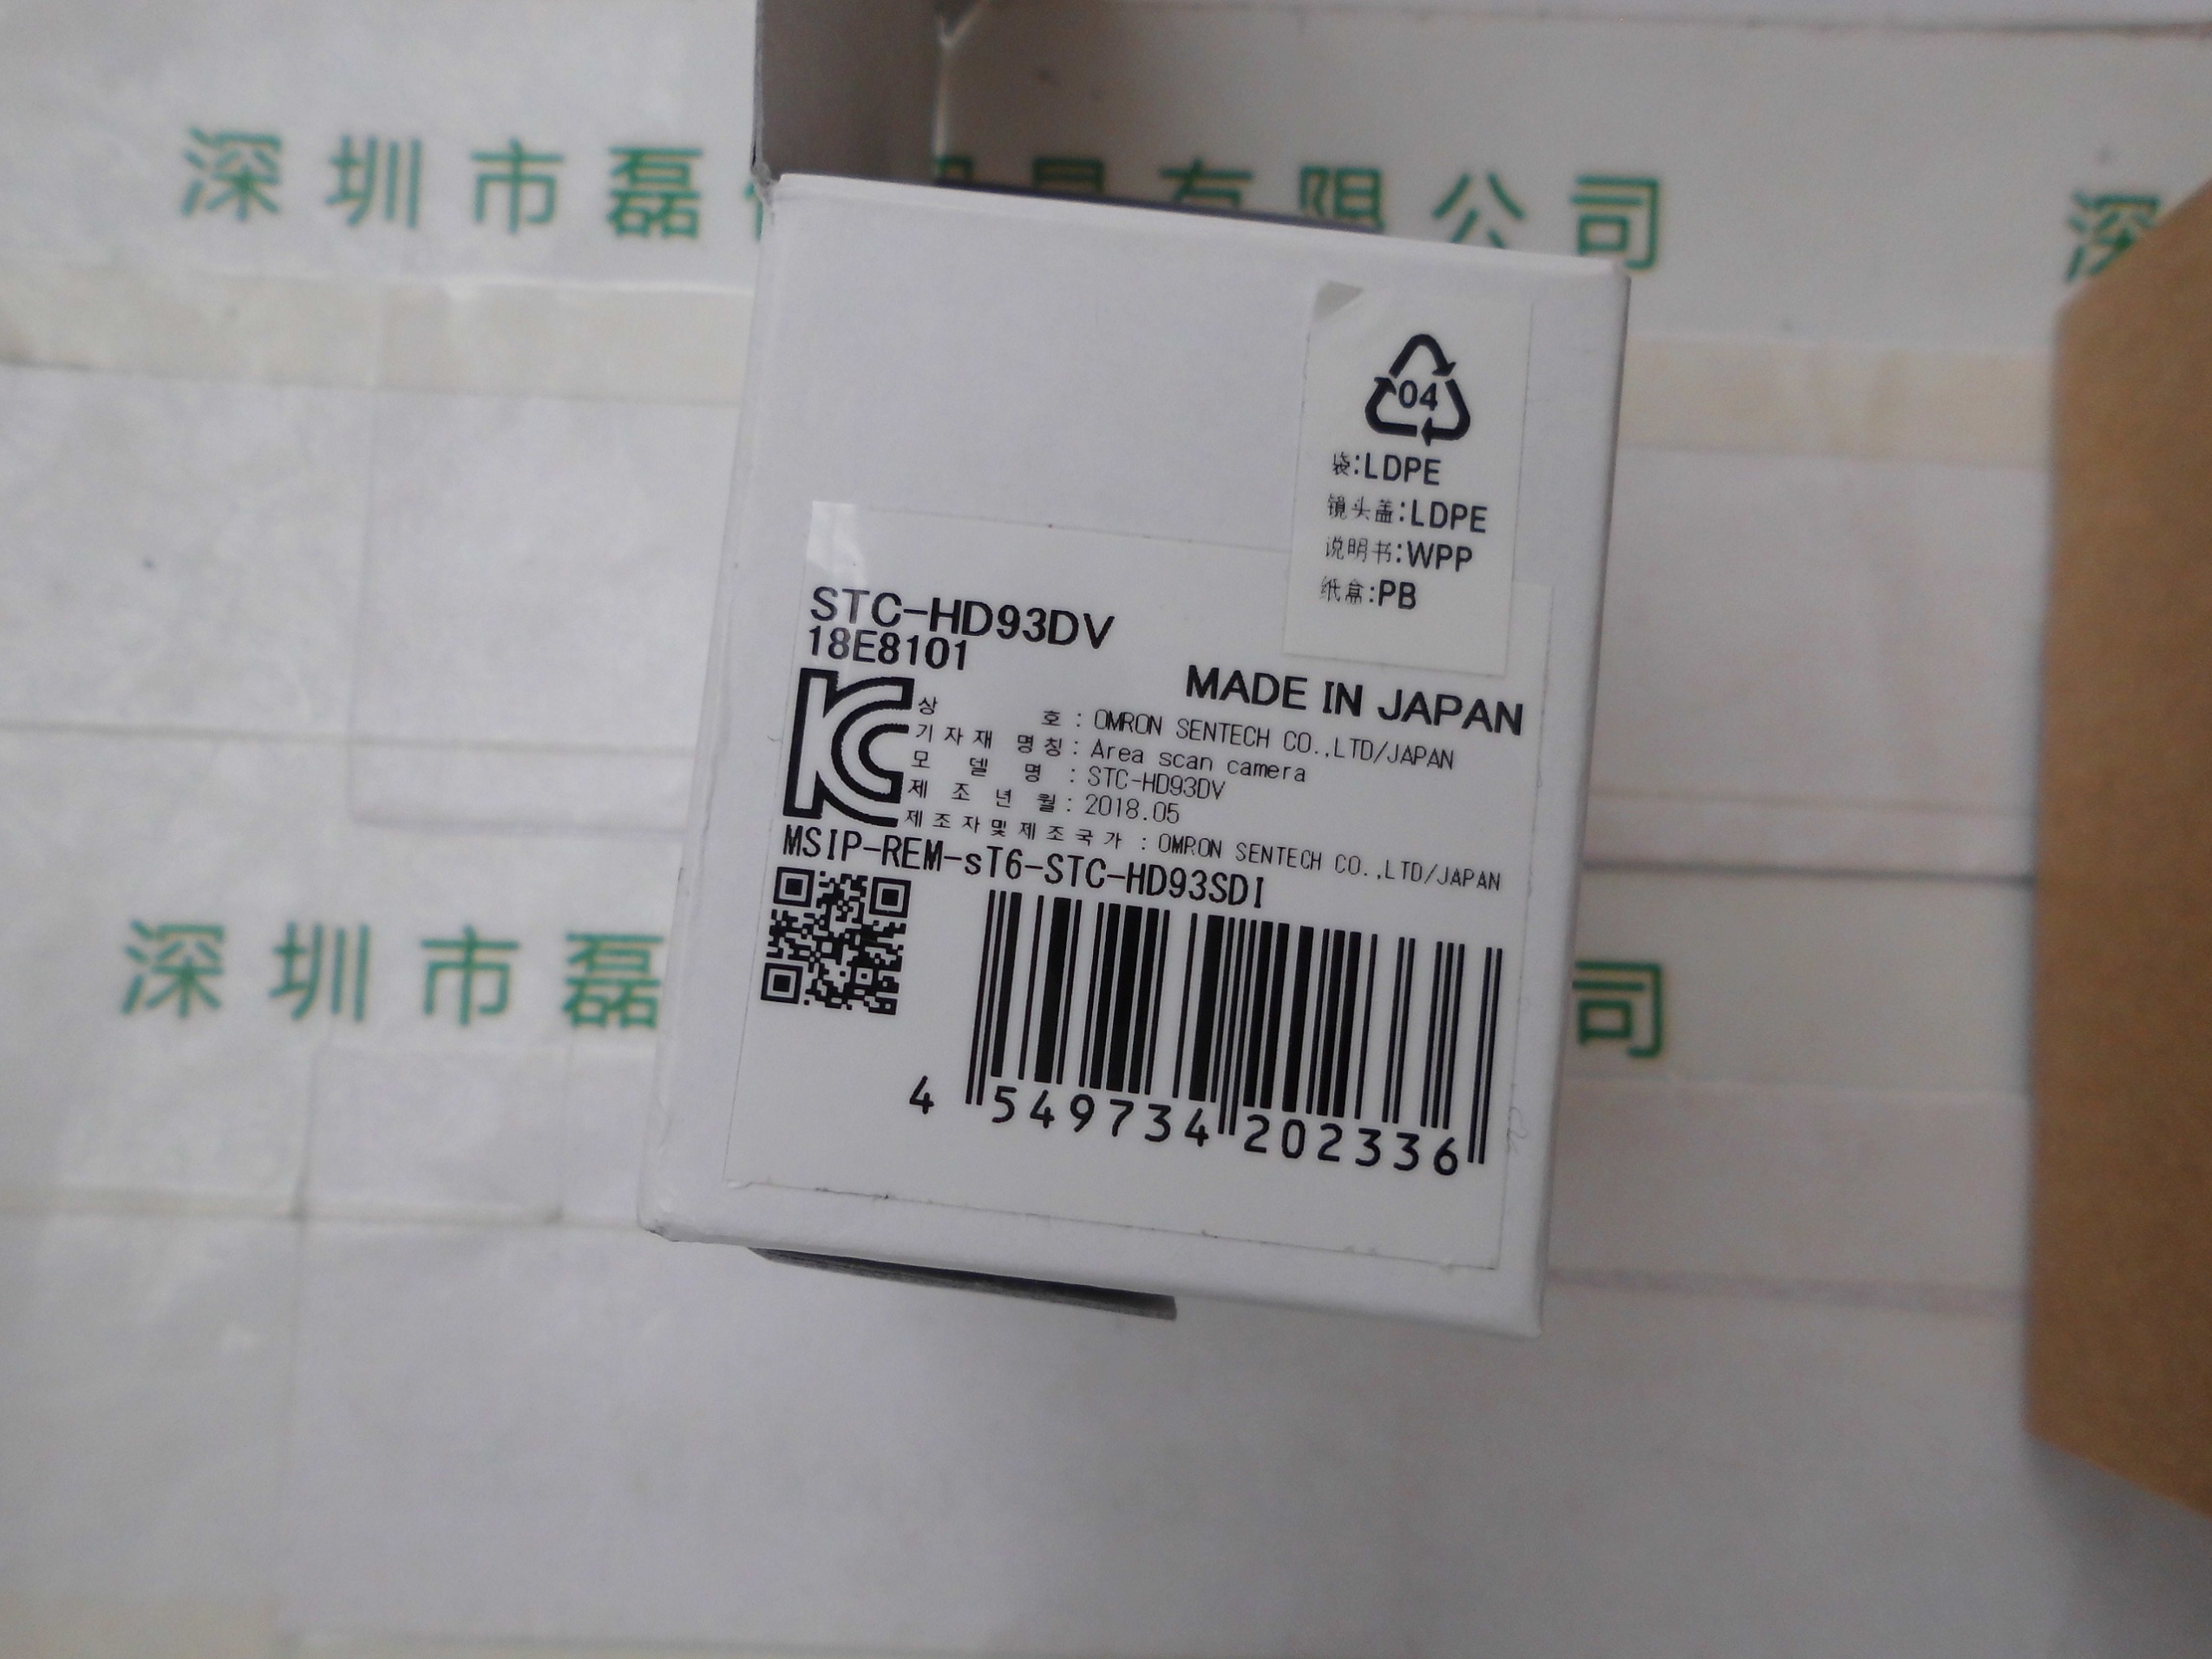 深圳市磊
有限公司
深
04
袋:LDPE
镜头盖:LDPE
说明书:WPP
纸盒:PB
STC-HD93DV
18E8101
MADE IN JAPAN
상 호 : OMRON SENTECH CO.,LTD/JAPAN
기자재 명칭 : Area scan camera
모 델 명 : STC-HD93DV
제 조 년 월 : 2018.05
제조자및제조국가 : OMRON SENTECH CO.,LTD/JAPAN
MSIP-REM-sT6-STC-HD93SDI
4 549734 202336
深圳市磊
司